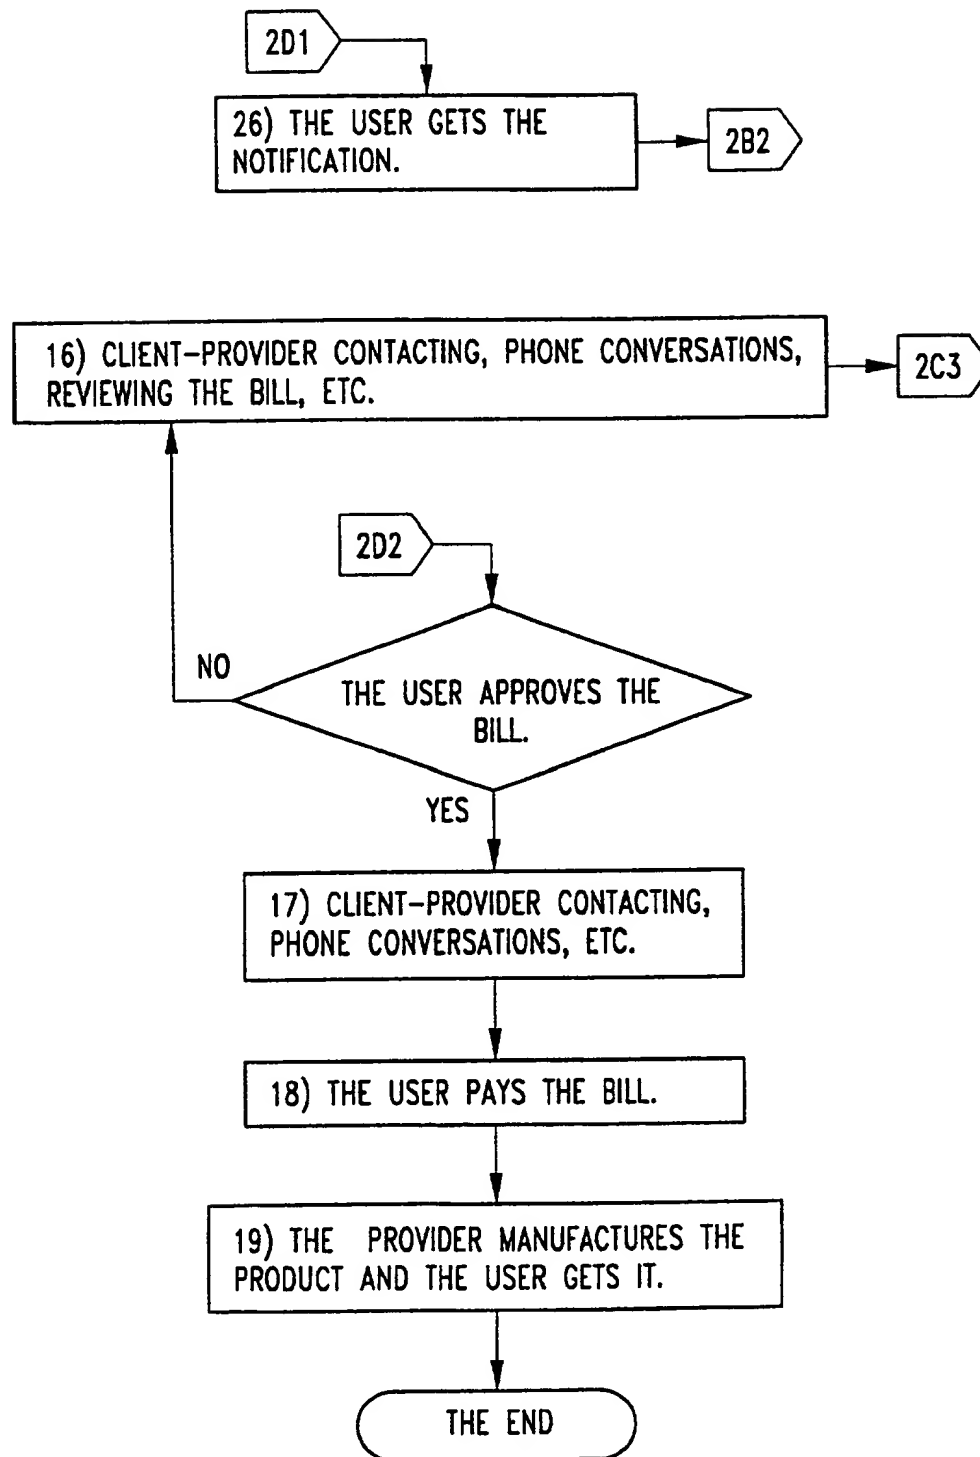 2D1
26) THE USER GETS THE
NOTIFICATION.
2B2
16) CLIENT-PROVIDER CONTACTING, PHONE CONVERSATIONS,
REVIEWING THE BILL, ETC.
2C3
2D2
NO
THE USER APPROVES THE
BILL.
YES
17) CLIENT-PROVIDER CONTACTING,
PHONE CONVERSATIONS, ETC.
18) THE USER PAYS THE BILL.
19) THE PROVIDER MANUFACTURES THE
PRODUCT AND THE USER GETS IT.
THE END